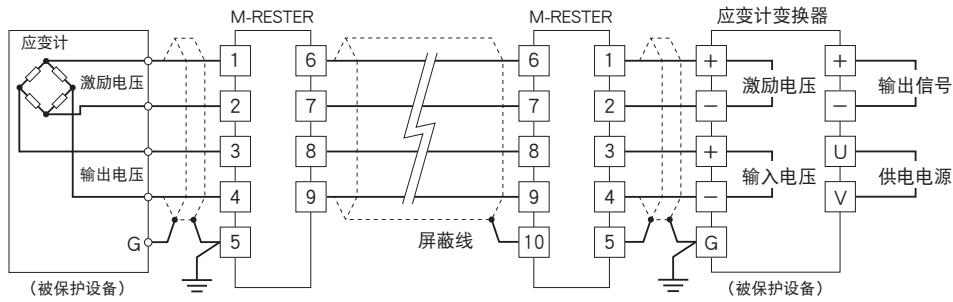 M-RESTER
M-RESTER
应变计变换器
应变计
激励电压
输出电压
G
1
2
3
4
5
6
7
8
9
屏蔽线
6
7
8
9
10
1
2
3
4
5
+
−
+
−
G
激励电压
输入电压
+
−
U
V
输出信号
供电电源
（被保护设备）
（被保护设备）